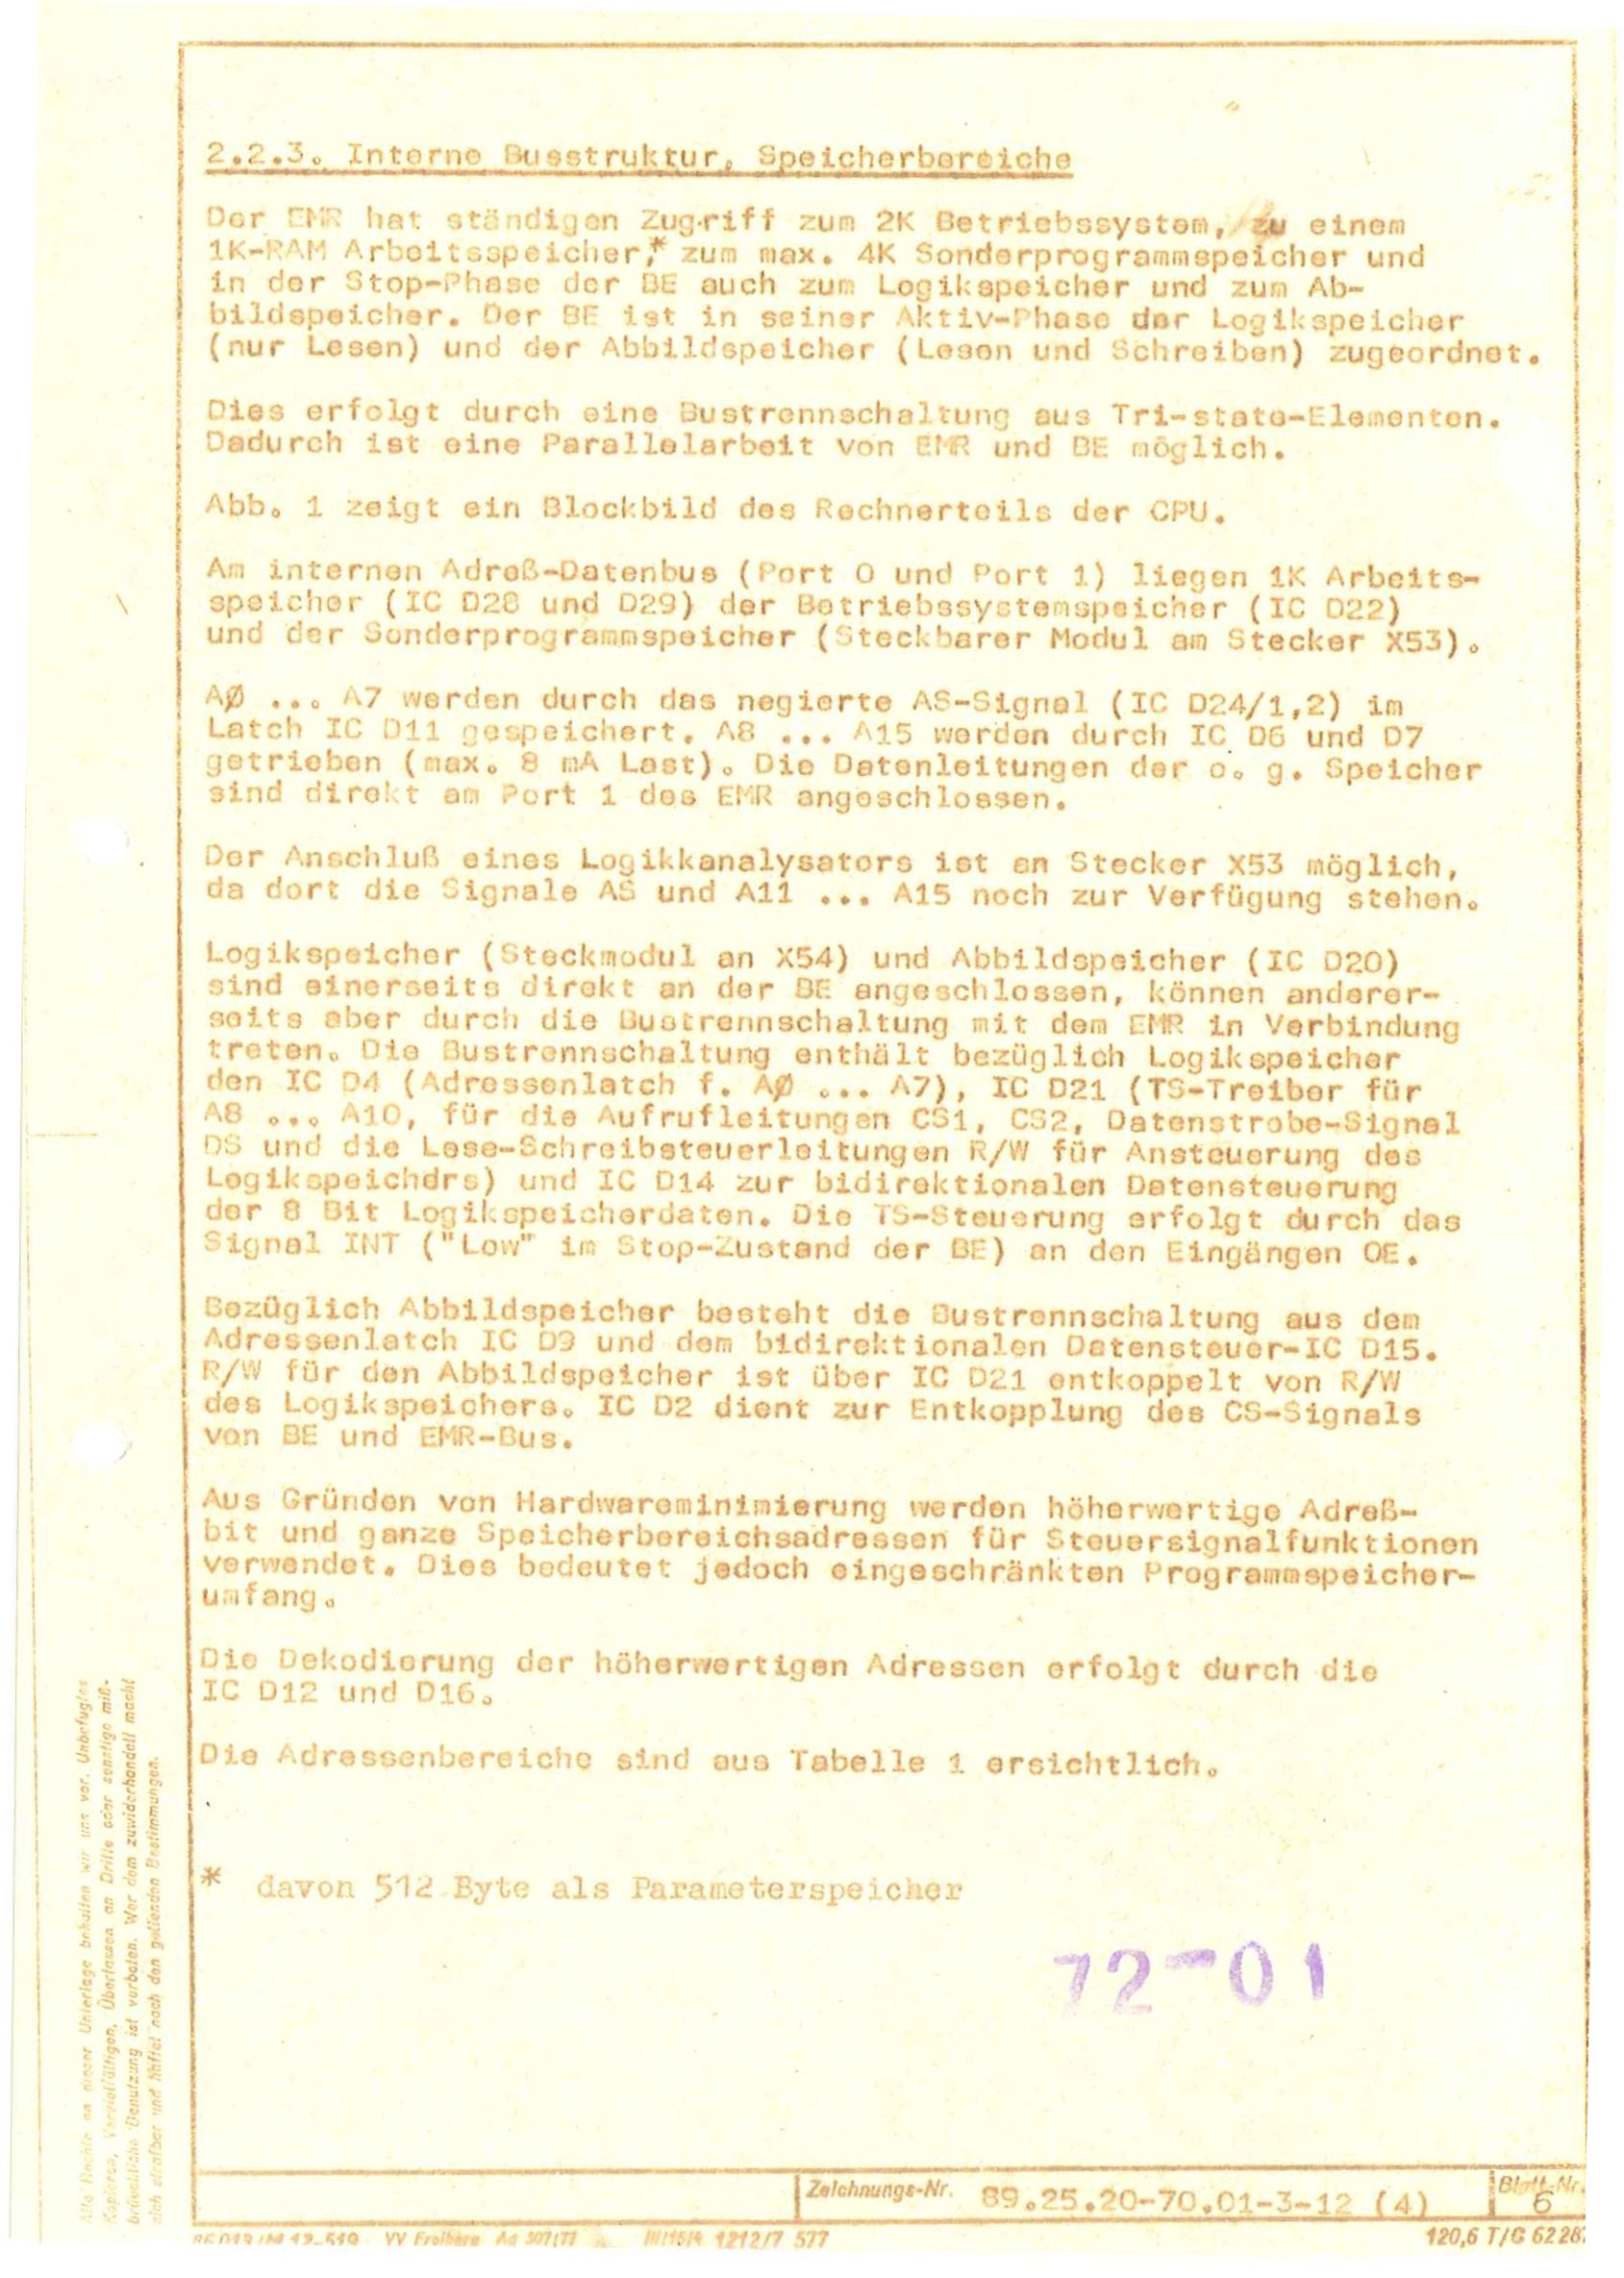 2.2.3. Interne Busstruktur, Speicherbereiche
Der EMR hat ständigen Zugriff zum 2K Betriebssystem, zu einem
1K-RAM Arbeitsspeicher,* zum max. 4K Sonderprogrammspeicher und
in der Stop-Phase der BE auch zum Logikspeicher und zum Ab-
bildspeicher. Der BE ist in seiner Aktiv-Phase der Logikspeicher
(nur Lesen) und der Abbildspeicher (Lesen und Schreiben) zugeordnet.
Dies erfolgt durch eine Bustrennschaltung aus Tri-state-Elementen.
Dadurch ist eine Parallelarbeit von EMR und BE möglich.
Abb. 1 zeigt ein Blockbild des Rechnerteils der CPU.
Am internen Adreß-Datenbus (Port 0 und Port 1) liegen 1K Arbeits-
speicher (IC D28 und D29) der Betriebssystemspeicher (IC D22)
und der Sonderprogrammspeicher (Steckbarer Modul am Stecker X53).
AØ ... A7 werden durch das negierte AS-Signal (IC D24/1,2) im
Latch IC D11 gespeichert. A8 ... A15 werden durch IC D6 und D7
getrieben (max. 8 mA Last). Die Datenleitungen der o. g. Speicher
sind direkt am Port 1 des EMR angeschlossen.
Der Anschluß eines Logikkanalysators ist an Stecker X53 möglich,
da dort die Signale AS und A11 ... A15 noch zur Verfügung stehen.
Logikspeicher (Steckmodul an X54) und Abbildspeicher (IC D20)
sind einerseits direkt an der BE angeschlossen, können anderer-
seits aber durch die Bustrennschaltung mit dem EMR in Verbindung
treten. Die Bustrennschaltung enthält bezüglich Logikspeicher
den IC D4 (Adressenlatch f. AØ ... A7), IC D21 (TS-Treiber für
A8 ... A10, für die Aufrufleitungen CS1, CS2, Datenstrobe-Signal
DS und die Lese-Schreibsteuerleitungen R/W für Ansteuerung des
Logikspeichdrs) und IC D14 zur bidirektionalen Datensteuerung
der 8 Bit Logikspeicherdaten. Die TS-Steuerung erfolgt durch das
Signal INT ("Low" im Stop-Zustand der BE) an den Eingängen OE.
Bezüglich Abbildspeicher besteht die Bustrennschaltung aus dem
Adressenlatch IC D9 und dem bidirektionalen Datensteuer-IC D15.
R/W für den Abbildspeicher ist über IC D21 entkoppelt von R/W
des Logikspeichers. IC D2 dient zur Entkopplung des CS-Signals
von BE und EMR-Bus.
Aus Gründen von Hardwareminimierung werden höherwertige Adreß-
bit und ganze Speicherbereichsadressen für Steuersignalfunktionen
verwendet. Dies bedeutet jedoch eingeschränkten Programmspeicher-
umfang.
Die Dekodierung der höherwertigen Adressen erfolgt durch die
IC D12 und D16.
Die Adressenbereiche sind aus Tabelle 1 ersichtlich.
* davon 512 Byte als Parameterspeicher
72-01
Alle Rechte an dieser Unterlage behalten wir uns vor. Unbefugtes
Kopieren, Vervielfältigen, Überlassen an Dritte oder sonstige miß-
bräuchliche Benutzung ist verboten. Wer dem zuwiderhandelt macht
sich strafbar und haftet nach den geltenden Bestimmungen.
Zeichnungs-Nr. 89.25.20-70.01-3-12 (4)
Blatt-Nr. 6
VV Freiberg Ag 307/77 III/15/4 1212/7 577
120,6 T/G 6228